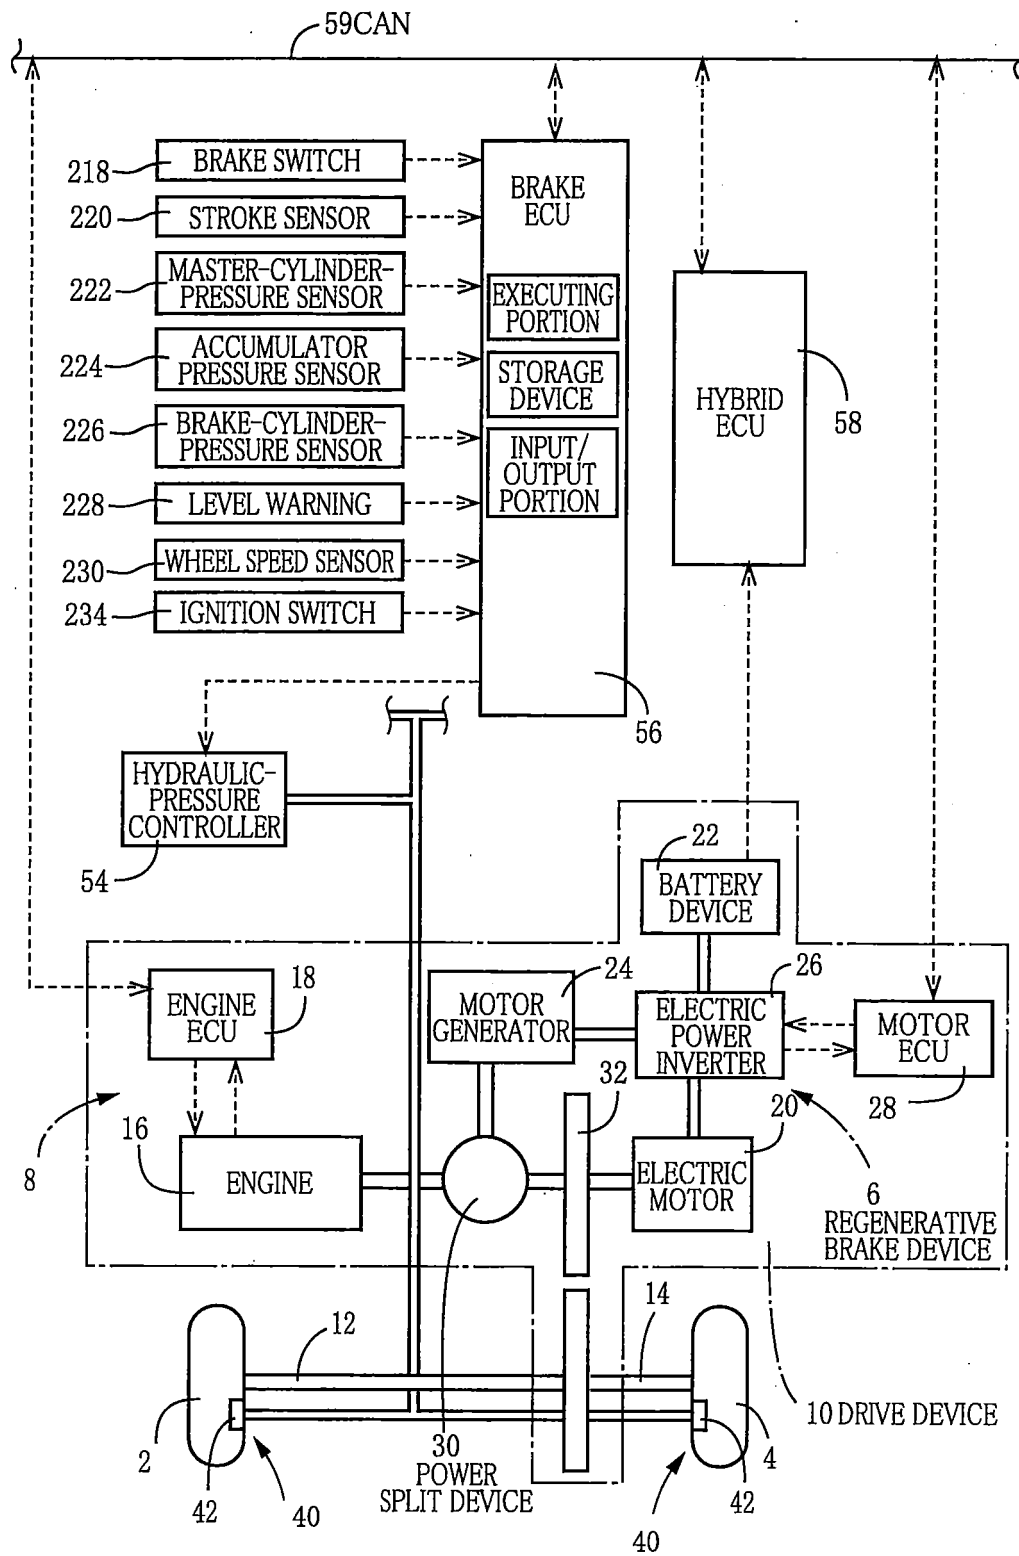 59CAN
218
BRAKE SWITCH
220
STROKE SENSOR
222
MASTER-CYLINDER-
PRESSURE SENSOR
224
ACCUMULATOR
PRESSURE SENSOR
226
BRAKE-CYLINDER-
PRESSURE SENSOR
228
LEVEL WARNING
230
WHEEL SPEED SENSOR
234
IGNITION SWITCH
BRAKE
ECU
EXECUTING
PORTION
STORAGE
DEVICE
INPUT/
OUTPUT
PORTION
56
HYBRID
ECU
58
HYDRAULIC-
PRESSURE
CONTROLLER
54
22
BATTERY
DEVICE
ENGINE
ECU
18
MOTOR
GENERATOR
24
ELECTRIC
POWER
INVERTER
26
MOTOR
ECU
28
8
16
ENGINE
32
20
ELECTRIC
MOTOR
6
REGENERATIVE
BRAKE DEVICE
12
14
10 DRIVE DEVICE
2
42
40
30
POWER
SPLIT DEVICE
4
42
40